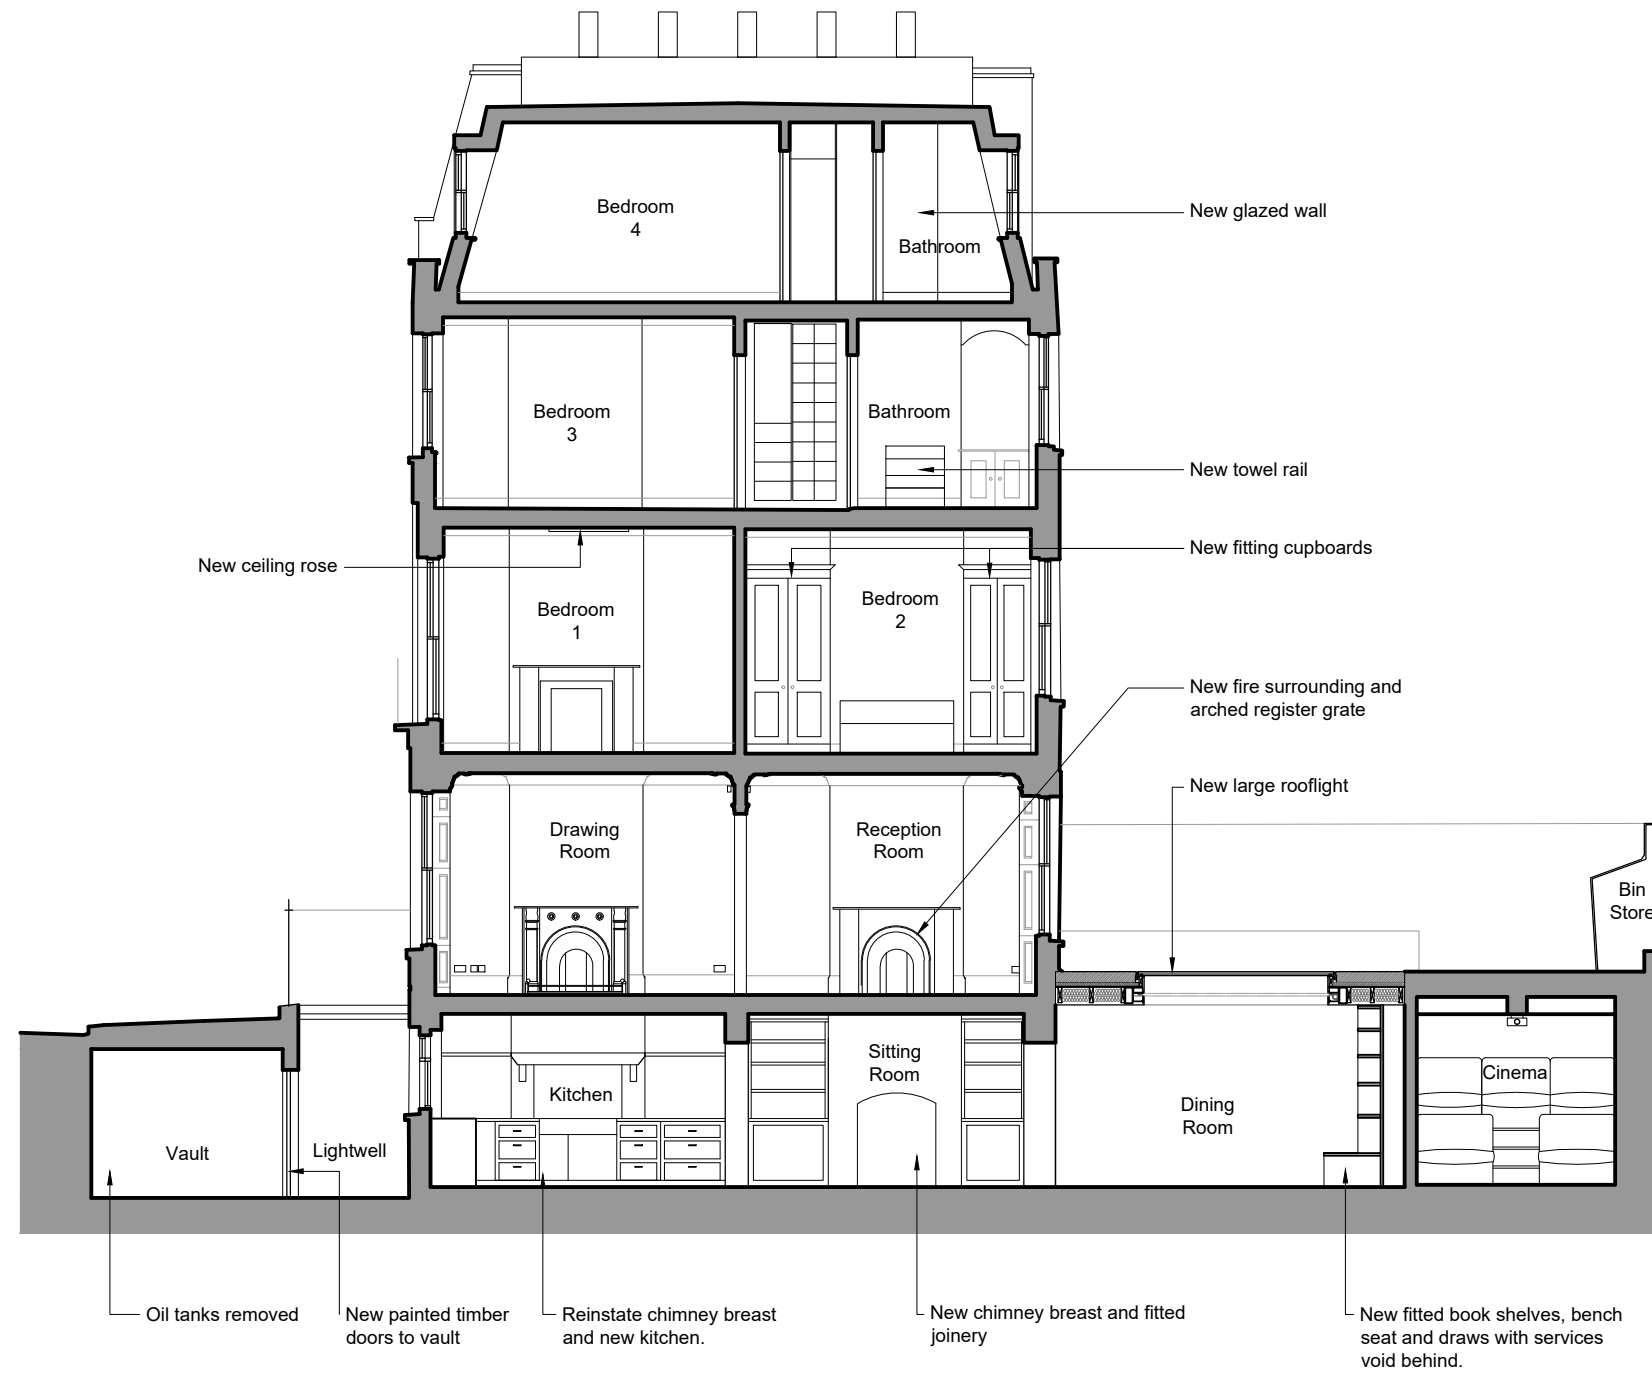 Bedroom
4
New glazed wall
Bathroom
Bedroom
3
Bathroom
New towel rail
New fitting cupboards
New ceiling rose
Bedroom
1
Bedroom
2
New fire surrounding and
arched register grate
New large rooflight
Drawing
Room
Reception
Room
Bin
Store
Kitchen
Sitting
Room
Cinema
Dining
Room
Vault
Lightwell
Oil tanks removed
New painted timber
doors to vault
Reinstate chimney breast
and new kitchen.
New chimney breast and fitted
joinery
New fitted book shelves, bench
seat and draws with services
void behind.